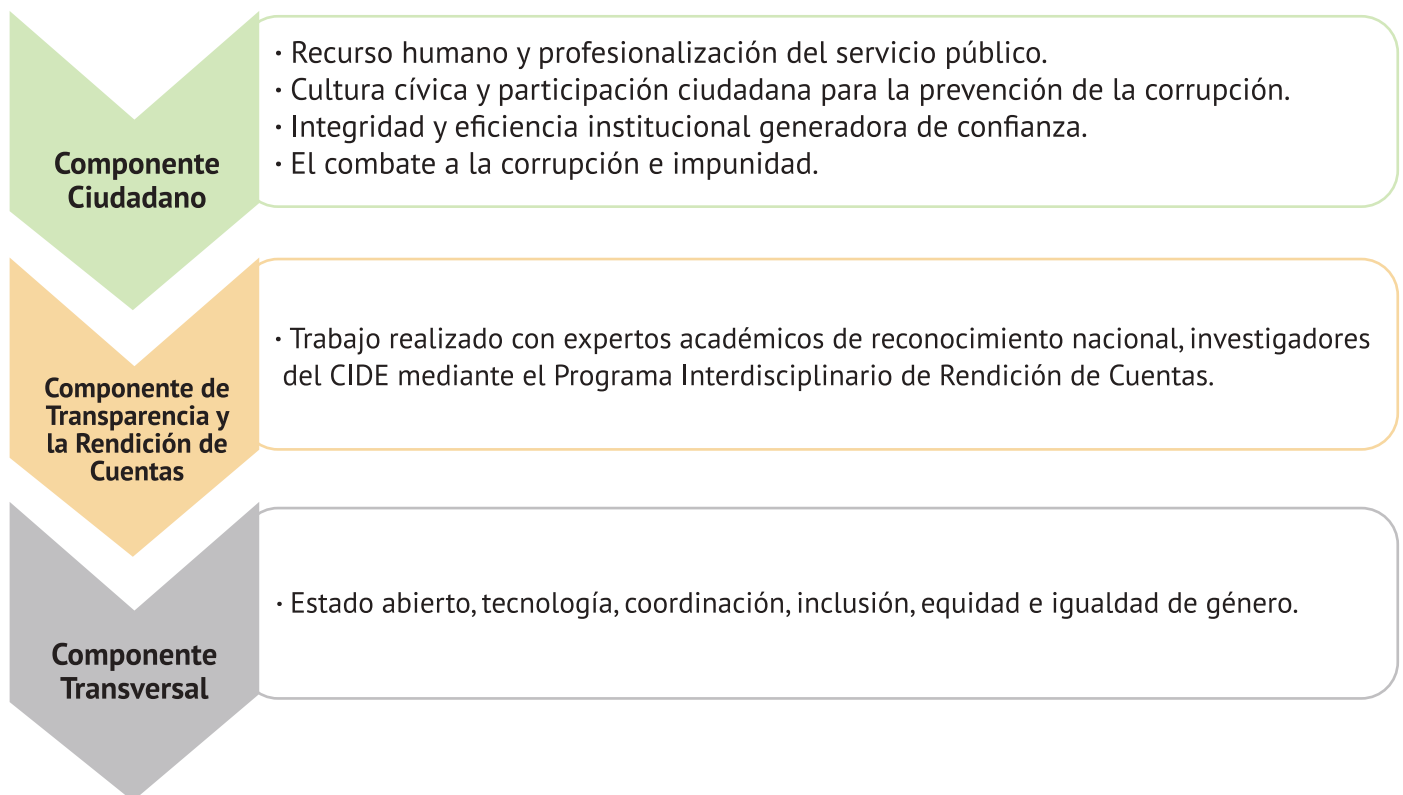 Componente
Ciudadano
· Recurso humano y profesionalización del servicio público.
· Cultura cívica y participación ciudadana para la prevención de la corrupción.
· Integridad y eficiencia institucional generadora de confianza.
· El combate a la corrupción e impunidad.
Componente de
Transparencia y
la Rendición de
Cuentas
· Trabajo realizado con expertos académicos de reconocimiento nacional, investigadores
del CIDE mediante el Programa Interdisciplinario de Rendición de Cuentas.
Componente
Transversal
· Estado abierto, tecnología, coordinación, inclusión, equidad e igualdad de género.